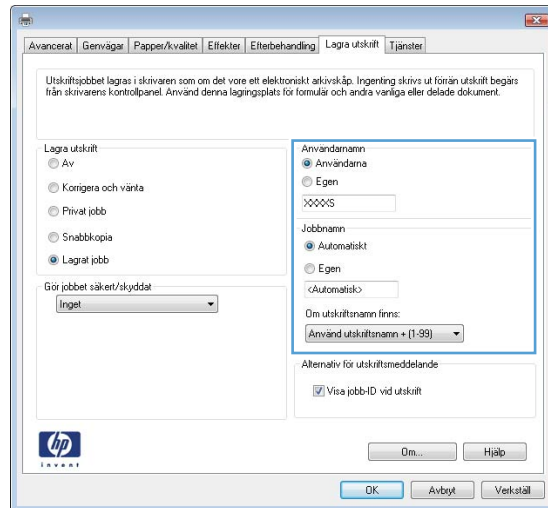 Avancerat Genvägar Papper/kvalitet Effekter Efterbehandling Lagra utskrift Tjänster
Utskriftsjobbet lagras i skrivaren som om det vore ett elektroniskt arkivskåp. Ingenting skrivs ut förrän utskrift begärs
från skrivarens kontrollpanel. Använd denna lagringsplats för formulär och andra vanliga eller delade dokument.
Lagra utskrift
Av
Korrigera och vänta
Privat jobb
Snabbkopia
Lagrat jobb
Gör jobbet säkert/skyddat
Inget
Användarnamn
Användarna
Egen
XXXXS
Jobbnamn
Automatiskt
Egen
<Automatisk>
Om utskriftsnamn finns:
Använd utskriftsnamn + (1-99)
Alternativ för utskriftsmeddelande
Visa jobb-ID vid utskrift
hp
invent
Om... Hjälp
OK Avbryt Verkställ